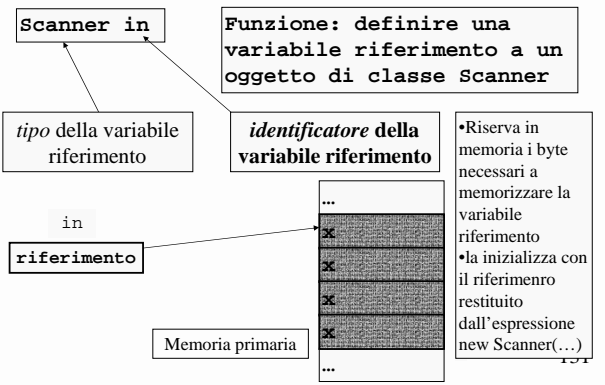 Scanner in
Funzione: definire una
variabile riferimento a un
oggetto di classe Scanner
tipo della variabile
riferimento
identificatore della
variabile riferimento
•Riserva in
memoria i byte
necessari a
memorizzare la
variabile
riferimento
•la inizializza con
il riferimenro
restituito
dall'espressione
new Scanner(…)
in
riferimento
…
x
x
x
x
…
Memoria primaria